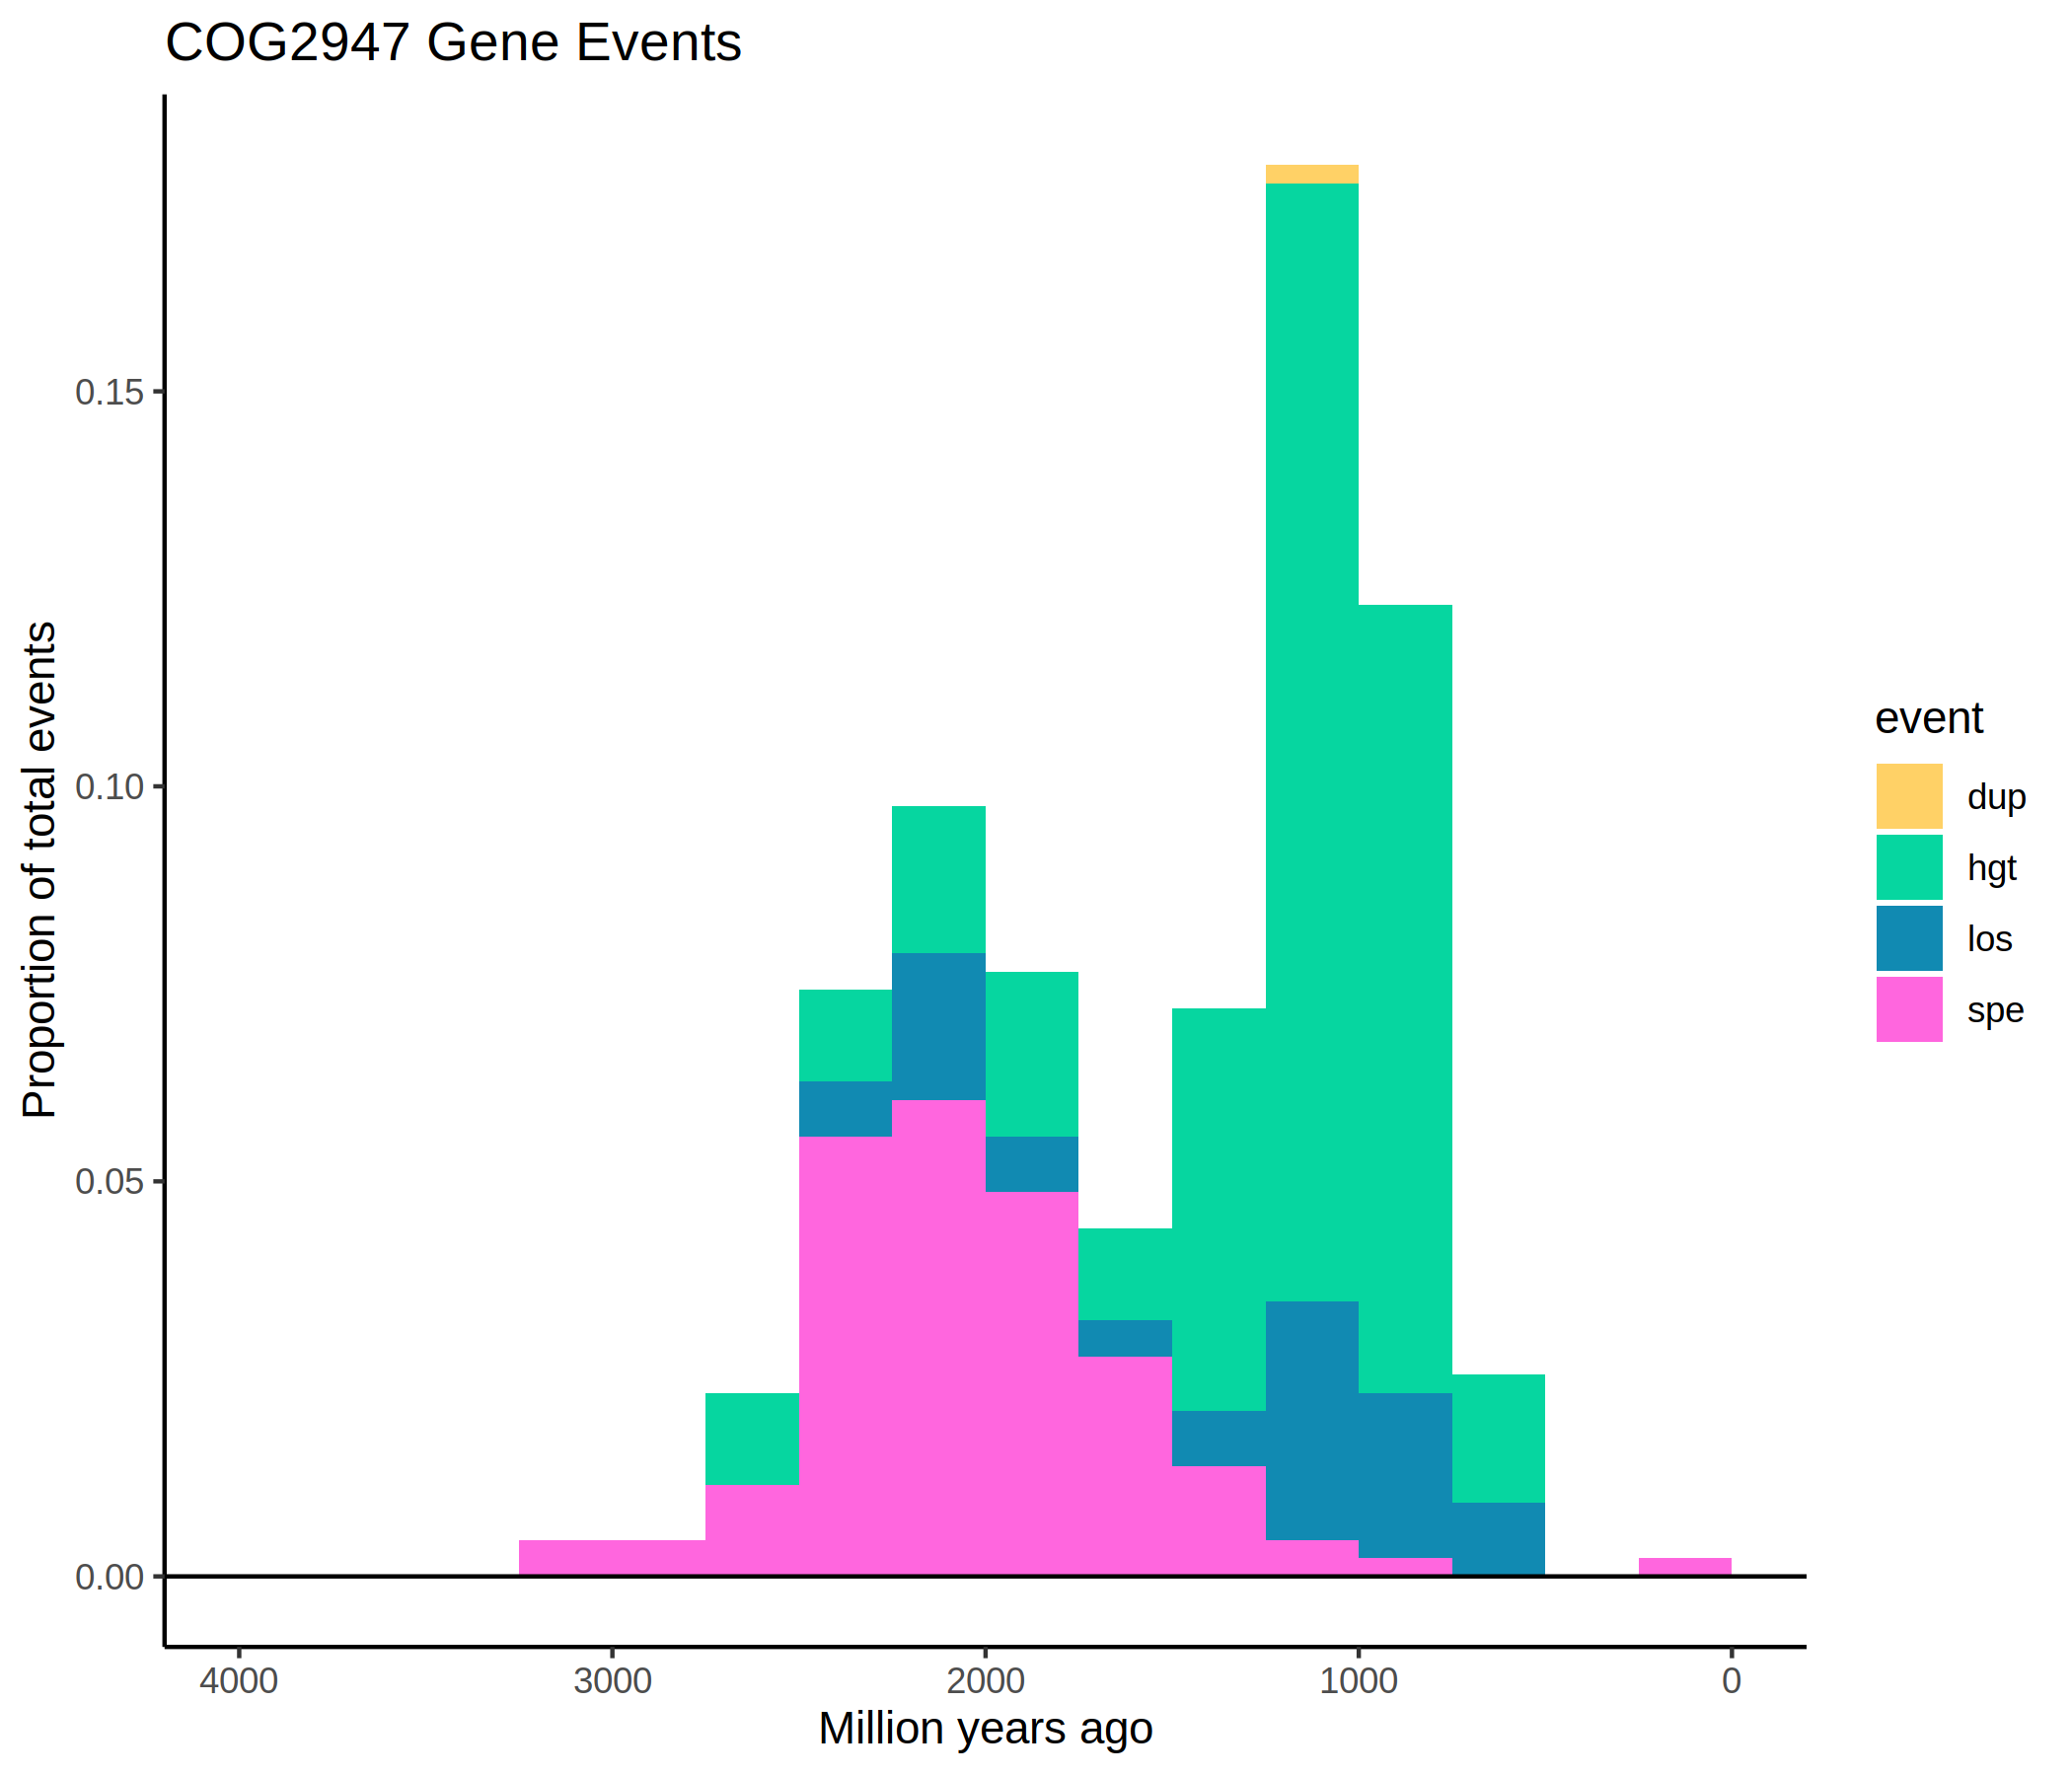 COG2947 Gene Events
Proportion of total events
0.15
0.10
0.05
0.00
4000 3000 2000 1000 0
Million years ago
event
dup
hgt
los
spe